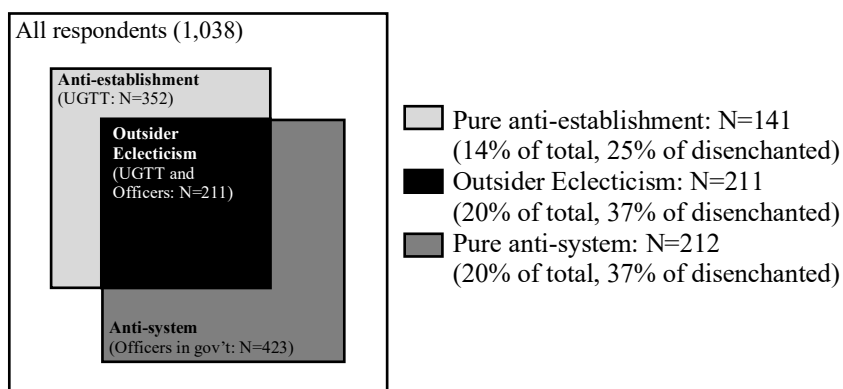 All respondents (1,038)
Anti-establishment
(UGTT: N=352)
Outsider
Eclecticism
(UGTT and
Officers: N=211)
Anti-system
(Officers in gov’t: N=423)
Pure anti-establishment: N=141
(14% of total, 25% of disenchanted)
Outsider Eclecticism: N=211
(20% of total, 37% of disenchanted)
Pure anti-system: N=212
(20% of total, 37% of disenchanted)